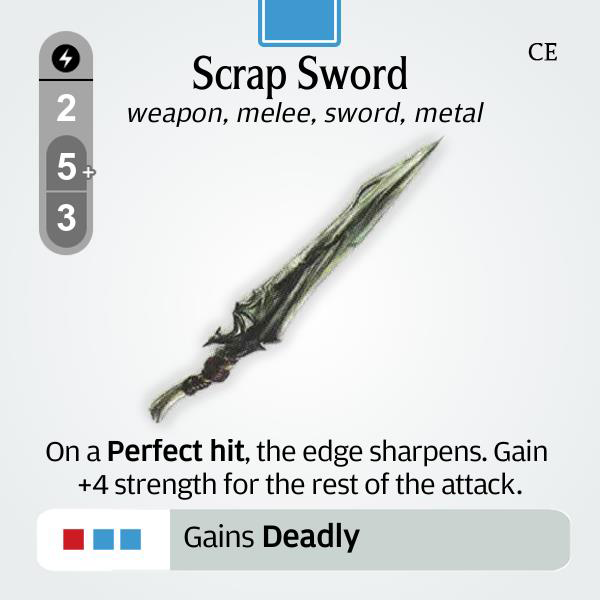 CE
Scrap Sword
weapon, melee, sword, metal
2
5+
3
On a Perfect hit, the edge sharpens. Gain
+4 strength for the rest of the attack.
Gains Deadly